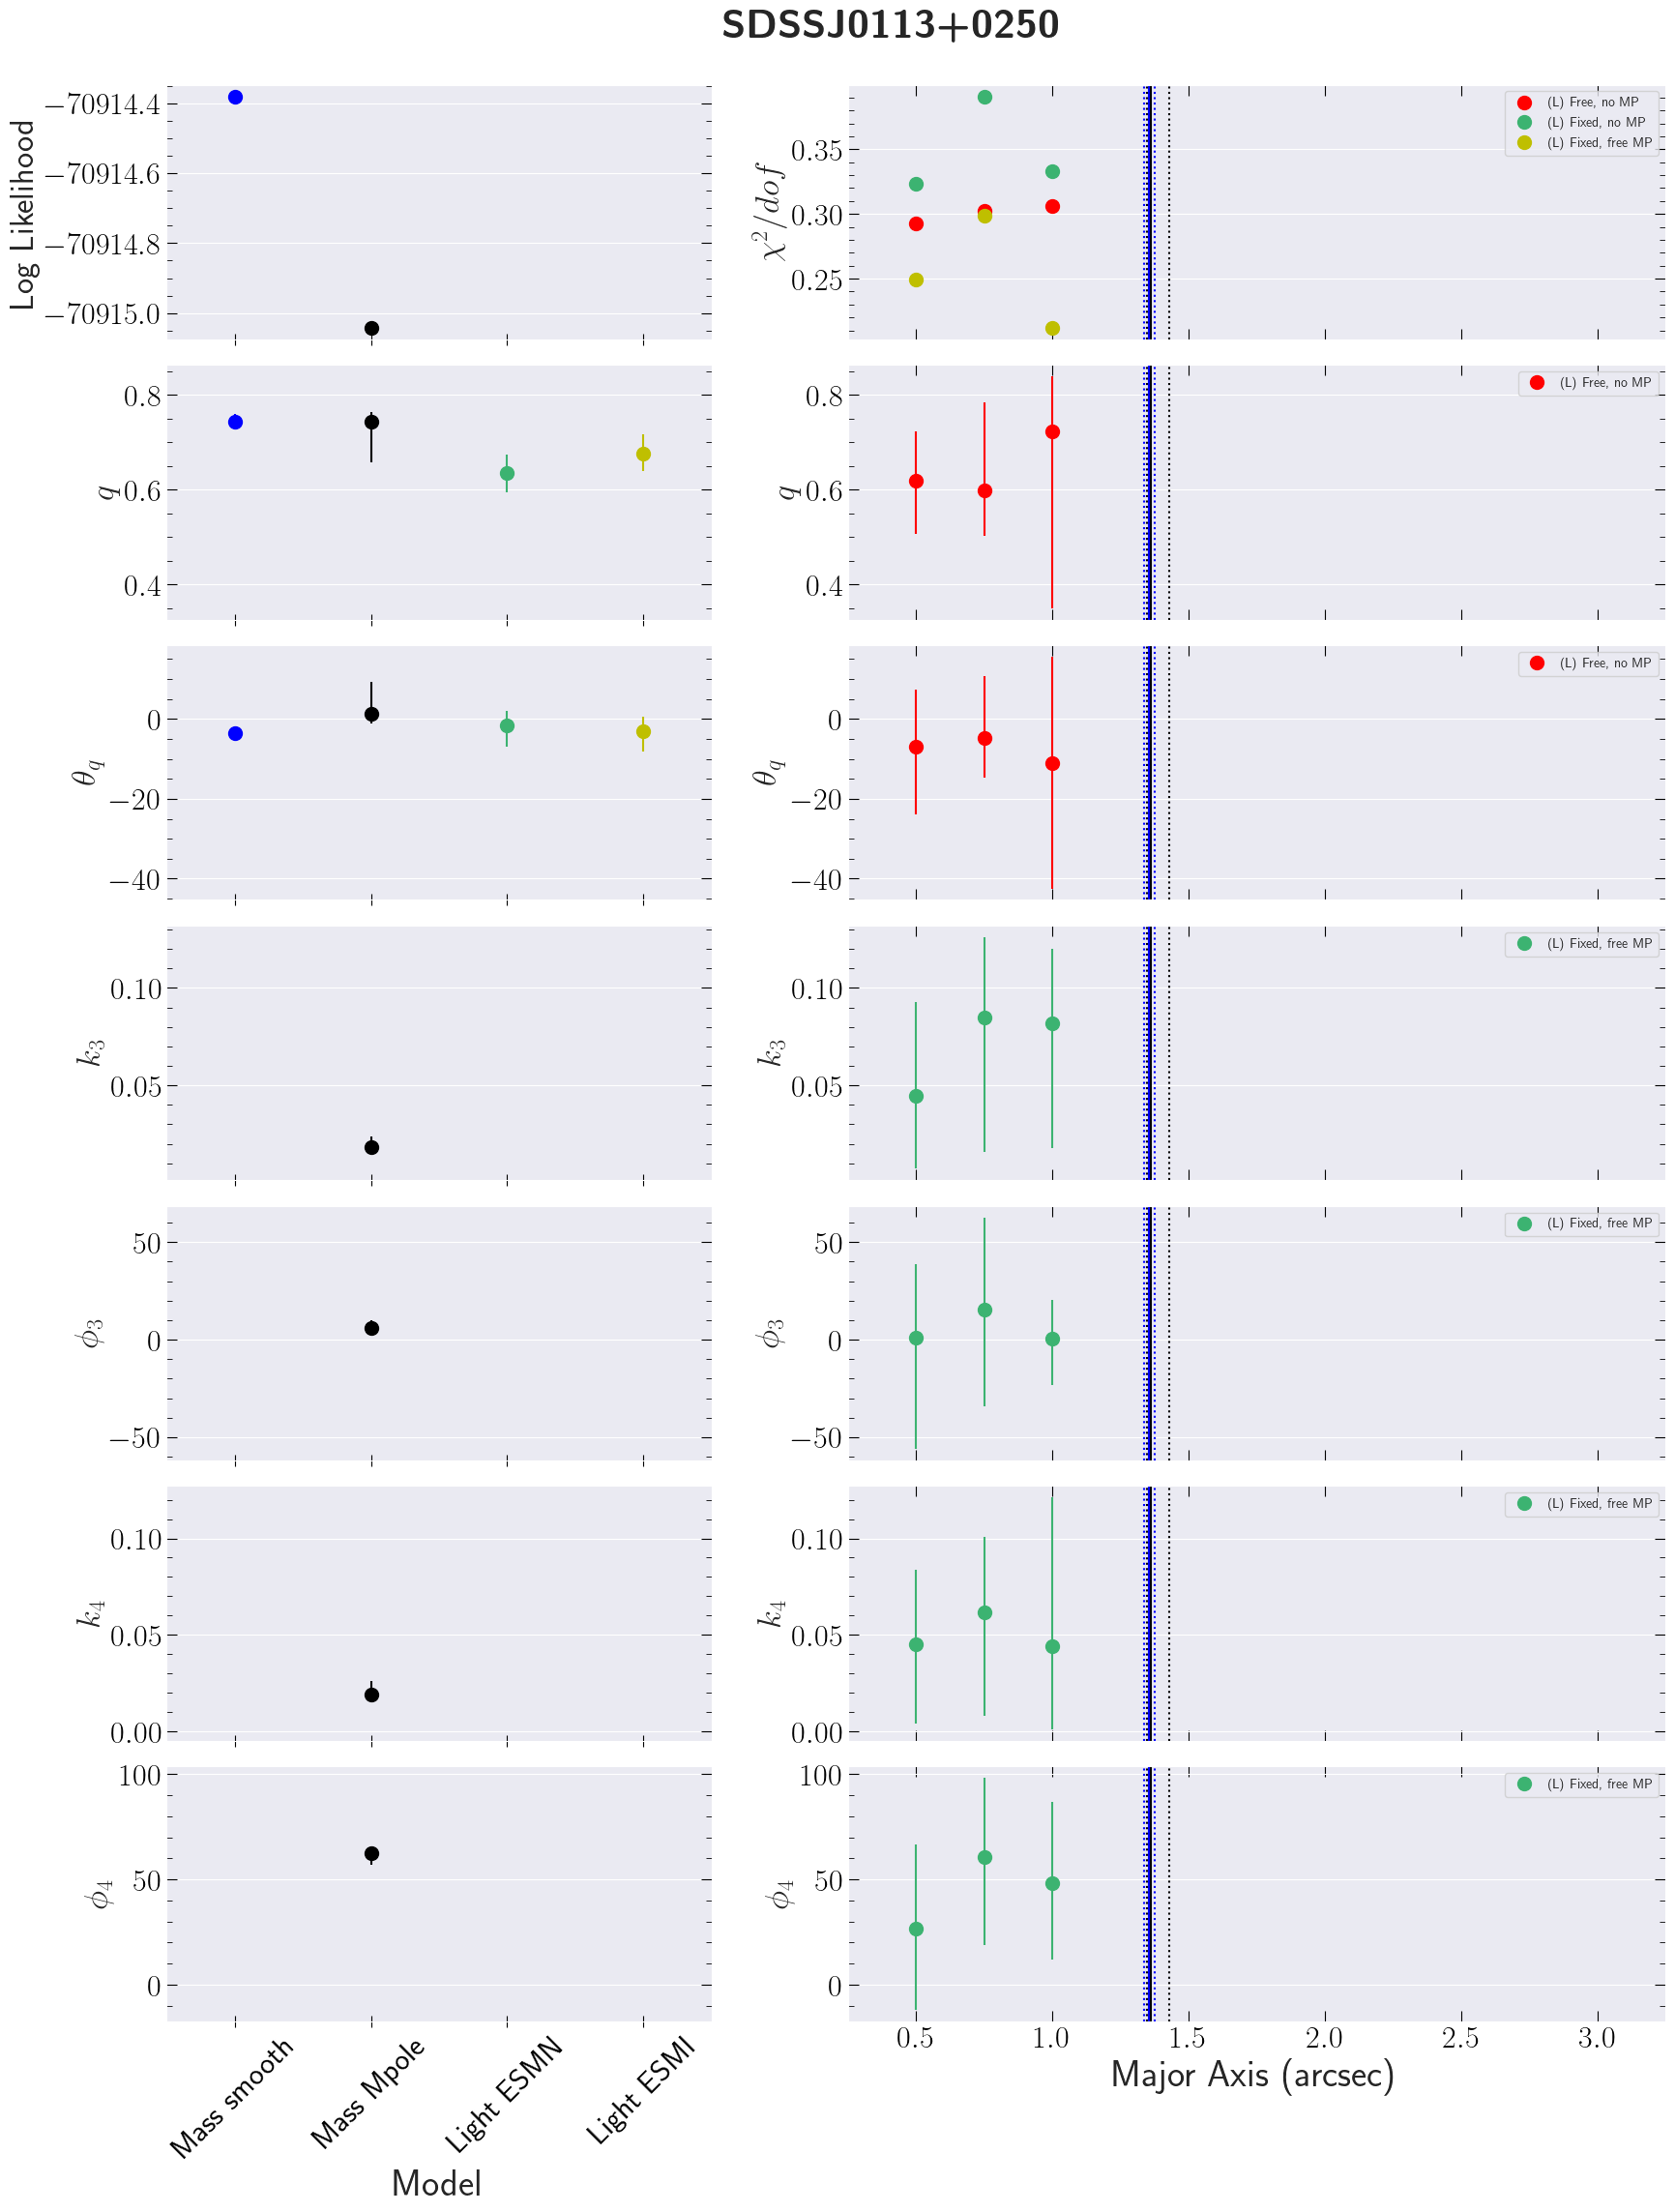 SDSSJ0113+0250
Log Likelihood
−70914.4
−70914.6
−70914.8
−70915.0
χ²/dof
0.35
0.30
0.25
(L) Free, no MP
(L) Fixed, no MP
(L) Fixed, free MP
q
0.8
0.6
0.4
q
0.8
0.6
0.4
(L) Free, no MP
θq
0
−20
−40
θq
0
−20
−40
(L) Free, no MP
k3
0.10
0.05
k3
0.10
0.05
(L) Fixed, free MP
ϕ3
50
0
ϕ3
50
0
−50
(L) Fixed, free MP
k4
0.10
0.05
0.00
k4
0.10
0.05
0.00
(L) Fixed, free MP
ϕ4
100
50
0
ϕ4
100
50
0
(L) Fixed, free MP
Mass smooth
Mass Mpole
Light ESMN
Light ESMI
Model
0.5 1.0 1.5 2.0 2.5 3.0
Major Axis (arcsec)